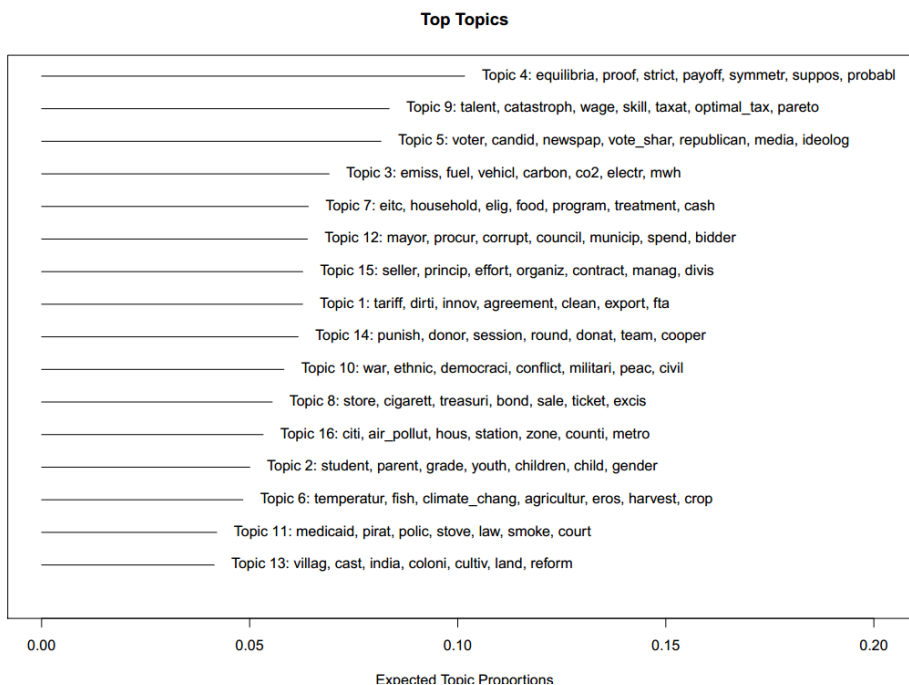 Top Topics
Topic 4: equilibria, proof, strict, payoff, symmetr, suppos, probabl
Topic 9: talent, catastroph, wage, skill, taxat, optimal_tax, pareto
Topic 5: voter, candid, newspap, vote_shar, republican, media, ideolog
Topic 3: emiss, fuel, vehicl, carbon, co2, electr, mwh
Topic 7: eitc, household, elig, food, program, treatment, cash
Topic 12: mayor, procur, corrupt, council, municip, spend, bidder
Topic 15: seller, princip, effort, organiz, contract, manag, divis
Topic 1: tariff, dirti, innov, agreement, clean, export, fta
Topic 14: punish, donor, session, round, donat, team, cooper
Topic 10: war, ethnic, democraci, conflict, militari, peac, civil
Topic 8: store, cigarett, treasuri, bond, sale, ticket, excis
Topic 16: citi, air_pollut, hous, station, zone, counti, metro
Topic 2: student, parent, grade, youth, children, child, gender
Topic 6: temperatur, fish, climate_chang, agricultur, eros, harvest, crop
Topic 11: medicaid, pirat, polic, stove, law, smoke, court
Topic 13: villag, cast, india, coloni, cultiv, land, reform
0.00 0.05 0.10 0.15 0.20
Expected Topic Proportions